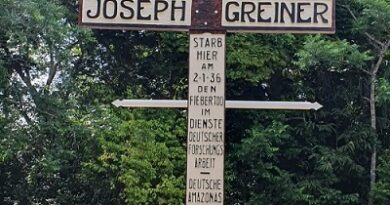 JOSEPH GREINER
STARB
HIER
AM
2-1-36
DEN
FIEBERTOD
IM
DIENSTE
DEUTSCHER
FORSCHUNGS
ARBEIT
—
DEUTSCHE
AMAZONAS